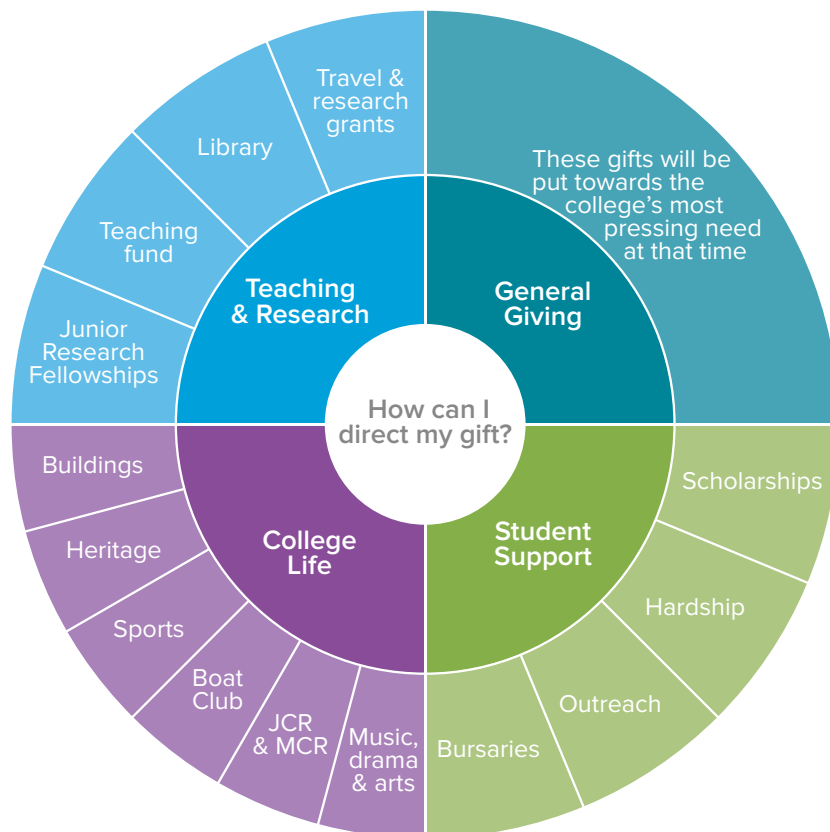 How can I
direct my gift?
General
Giving
These gifts will be
put towards the
college’s most
pressing need
at that time
Student
Support
Scholarships
Hardship
Outreach
Bursaries
College
Life
Music,
drama
& arts
JCR
& MCR
Boat
Club
Sports
Heritage
Buildings
Teaching
& Research
Junior
Research
Fellowships
Teaching
fund
Library
Travel &
research
grants